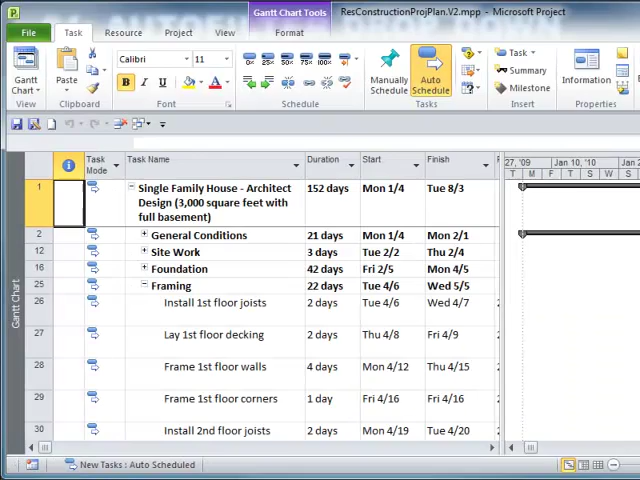 Gantt Chart Tools
ResConstructionProjPlan.V2.mpp - Microsoft Project
File Task Resource Project View Format
Calibri 11
Gantt Chart
Paste
B I U A
0% 25% 50% 75% 100%
Manually Schedule
Auto Schedule
Task
Summary
Milestone
Information
View Clipboard Font Schedule Tasks Insert Properties
Task Mode Task Name Duration Start Finish
27, '09 Jan 10, '10 Jan
T M F T S W S
1 Single Family House - Architect Design (3,000 square feet with full basement) 152 days Mon 1/4 Tue 8/3
2 General Conditions 21 days Mon 1/4 Mon 2/1
12 Site Work 3 days Tue 2/2 Thu 2/4
16 Foundation 42 days Fri 2/5 Mon 4/5
25 Framing 22 days Tue 4/6 Wed 5/5
26 Install 1st floor joists 2 days Tue 4/6 Wed 4/7
27 Lay 1st floor decking 2 days Thu 4/8 Fri 4/9
28 Frame 1st floor walls 4 days Mon 4/12 Thu 4/15
29 Frame 1st floor corners 1 day Fri 4/16 Fri 4/16
30 Install 2nd floor joists 2 days Mon 4/19 Tue 4/20
Gantt Chart
New Tasks : Auto Scheduled